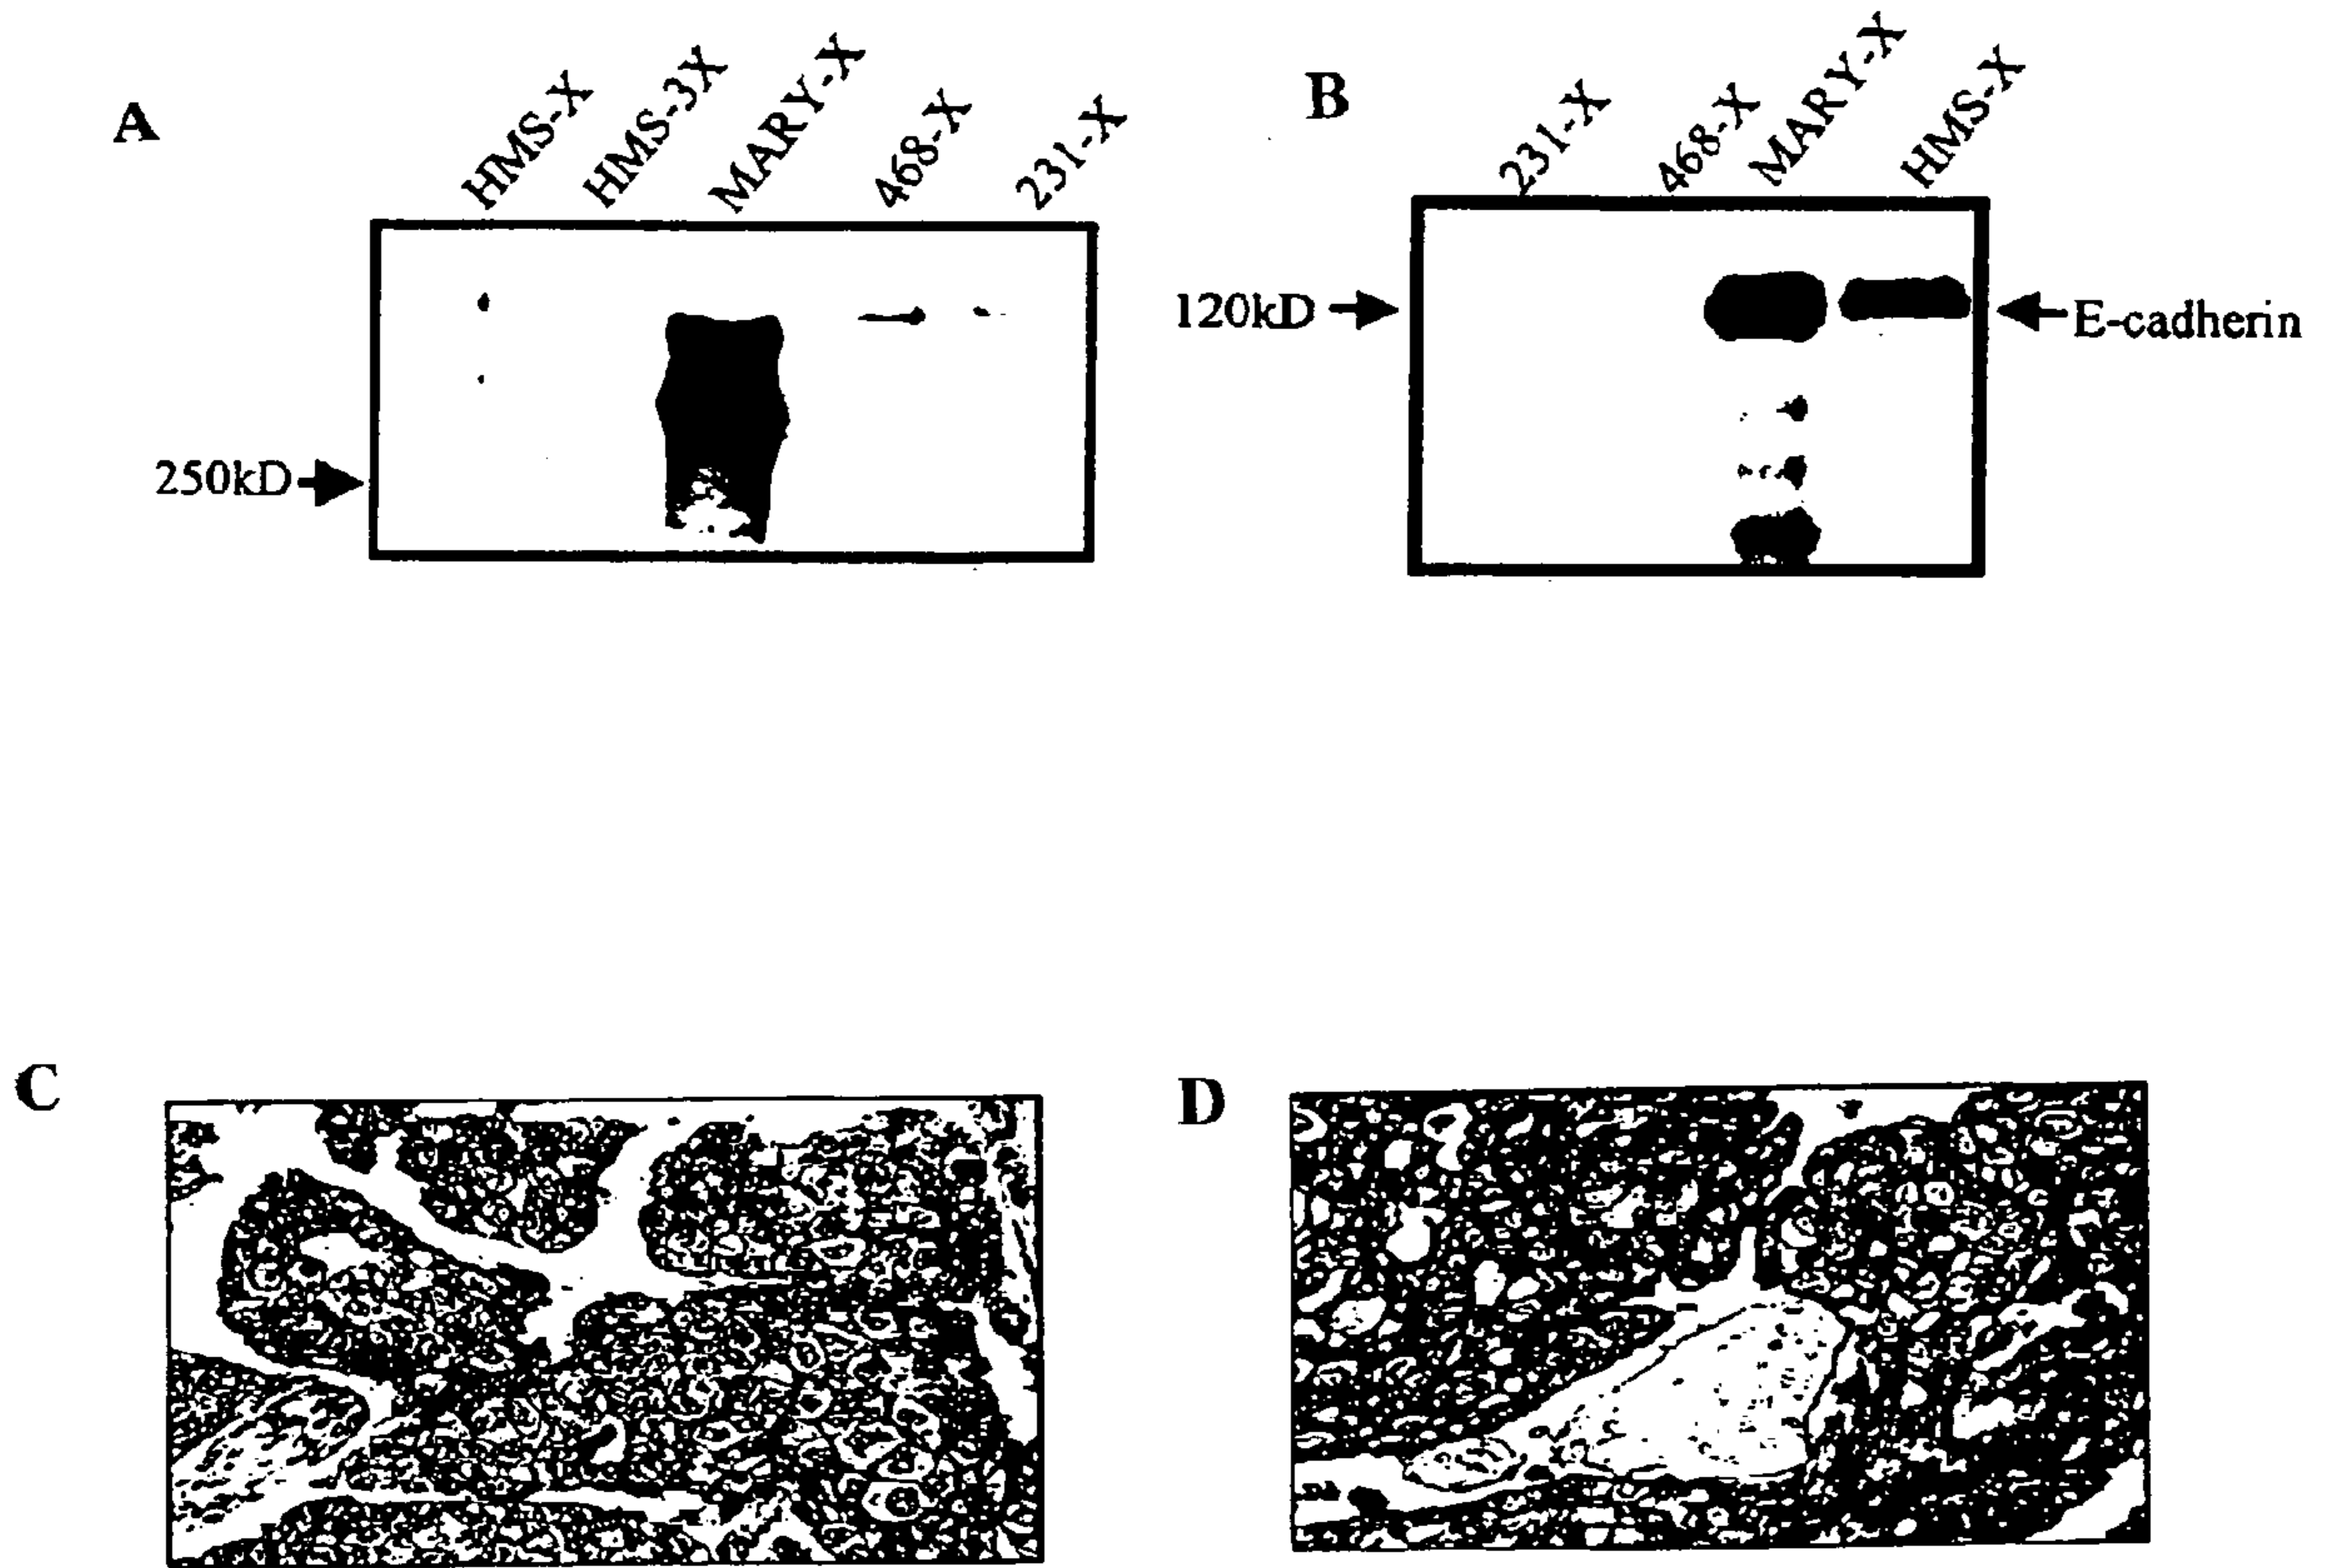 A
HMS-X
HMS-3X
MARY-X
468-X
231-X
250kD
B
231-X
468-X
MARY-X
HMS-X
120kD
E-cadherin
C
D